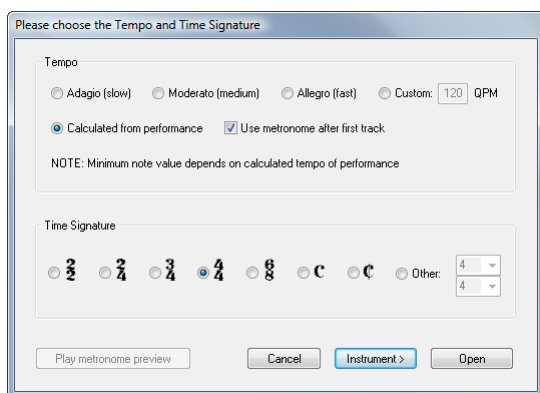 Please choose the Tempo and Time Signature
Tempo
Adagio (slow) Moderato (medium) Allegro (fast) Custom: 120 QPM
Calculated from performance Use metronome after first track
NOTE: Minimum note value depends on calculated tempo of performance
Time Signature
2 2 3 4 6 C ¢ Other: 4
2 4 4 4 8 4
Play metronome preview Cancel Instrument > Open